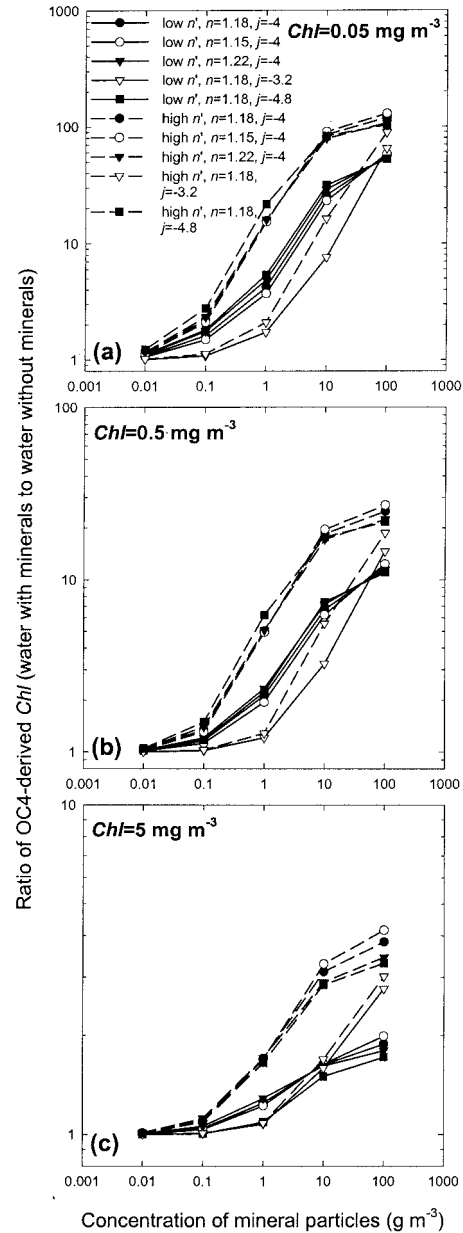 Ratio of OC4-derived Chl (water with minerals to water without minerals)
1000
100
10
1
low n', n=1.18, j=-4
low n', n=1.15, j=-4
low n', n=1.22, j=-4
low n', n=1.18, j=-3.2
low n', n=1.18, j=-4.8
high n', n=1.18, j=-4
high n', n=1.15, j=-4
high n', n=1.22, j=-4
high n', n=1.18,
j=-3.2
high n', n=1.18,
j=-4.8
Chl=0.05 mg m⁻³
(a)
0.001 0.01 0.1 1 10 100 1000
100
10
1
Chl=0.5 mg m⁻³
(b)
0.001 0.01 0.1 1 10 100 1000
10
1
Chl=5 mg m⁻³
(c)
0.001 0.01 0.1 1 10 100 1000
Concentration of mineral particles (g m⁻³)